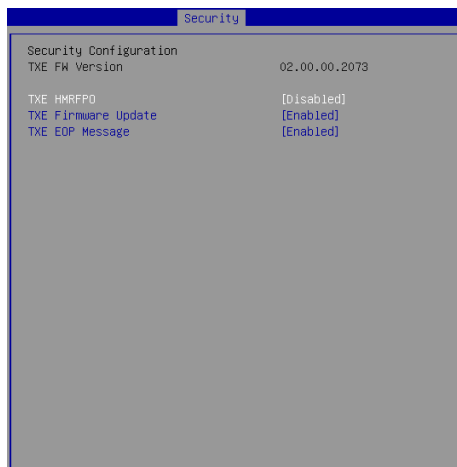 Security
Security Configuration
TXE FW Version 02.00.00.2073
TXE HMRFPO [Disabled]
TXE Firmware Update [Enabled]
TXE EOP Message [Enabled]